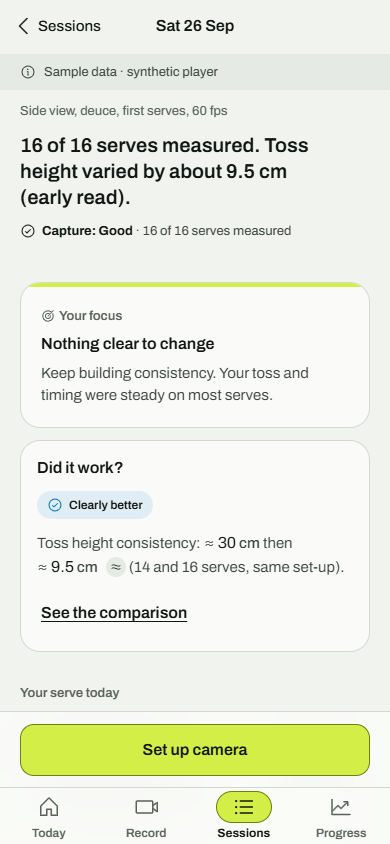 Sessions
Sat 26 Sep
Sample data · synthetic player
Side view, deuce, first serves, 60 fps
16 of 16 serves measured. Toss
height varied by about 9.5 cm
(early read).
Capture: Good · 16 of 16 serves measured
Your focus
Nothing clear to change
Keep building consistency. Your toss and
timing were steady on most serves.
Did it work?
Clearly better
Toss height consistency: ≈ 30 cm then
≈ 9.5 cm ≈ (14 and 16 serves, same set-up).
See the comparison
Your serve today
Set up camera
Today
Record
Sessions
Progress